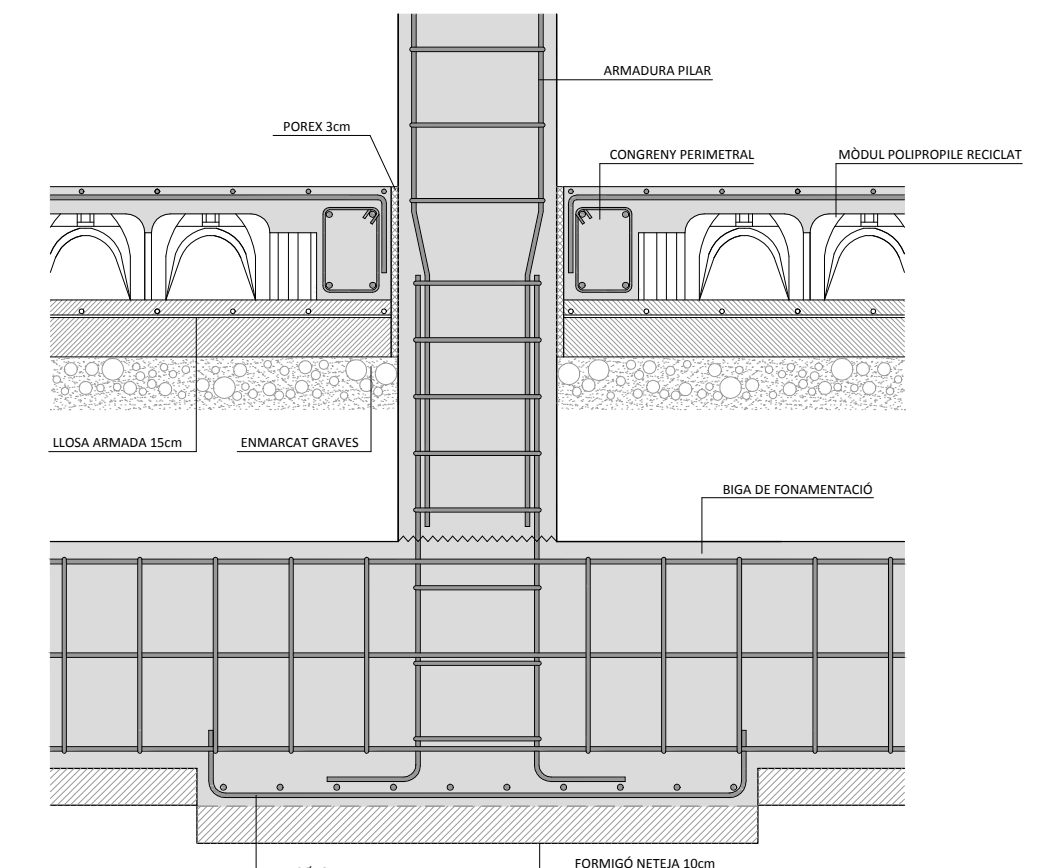 ARMADURA PILAR
POREX 3cm
CONGRENY PERIMETRAL
MÒDUL POLIPROPILE RECICLAT
LLOSA ARMADA 15cm
ENMARCAT GRAVES
BIGA DE FONAMENTACIÓ
FORMIGÓ NETEJA 10cm